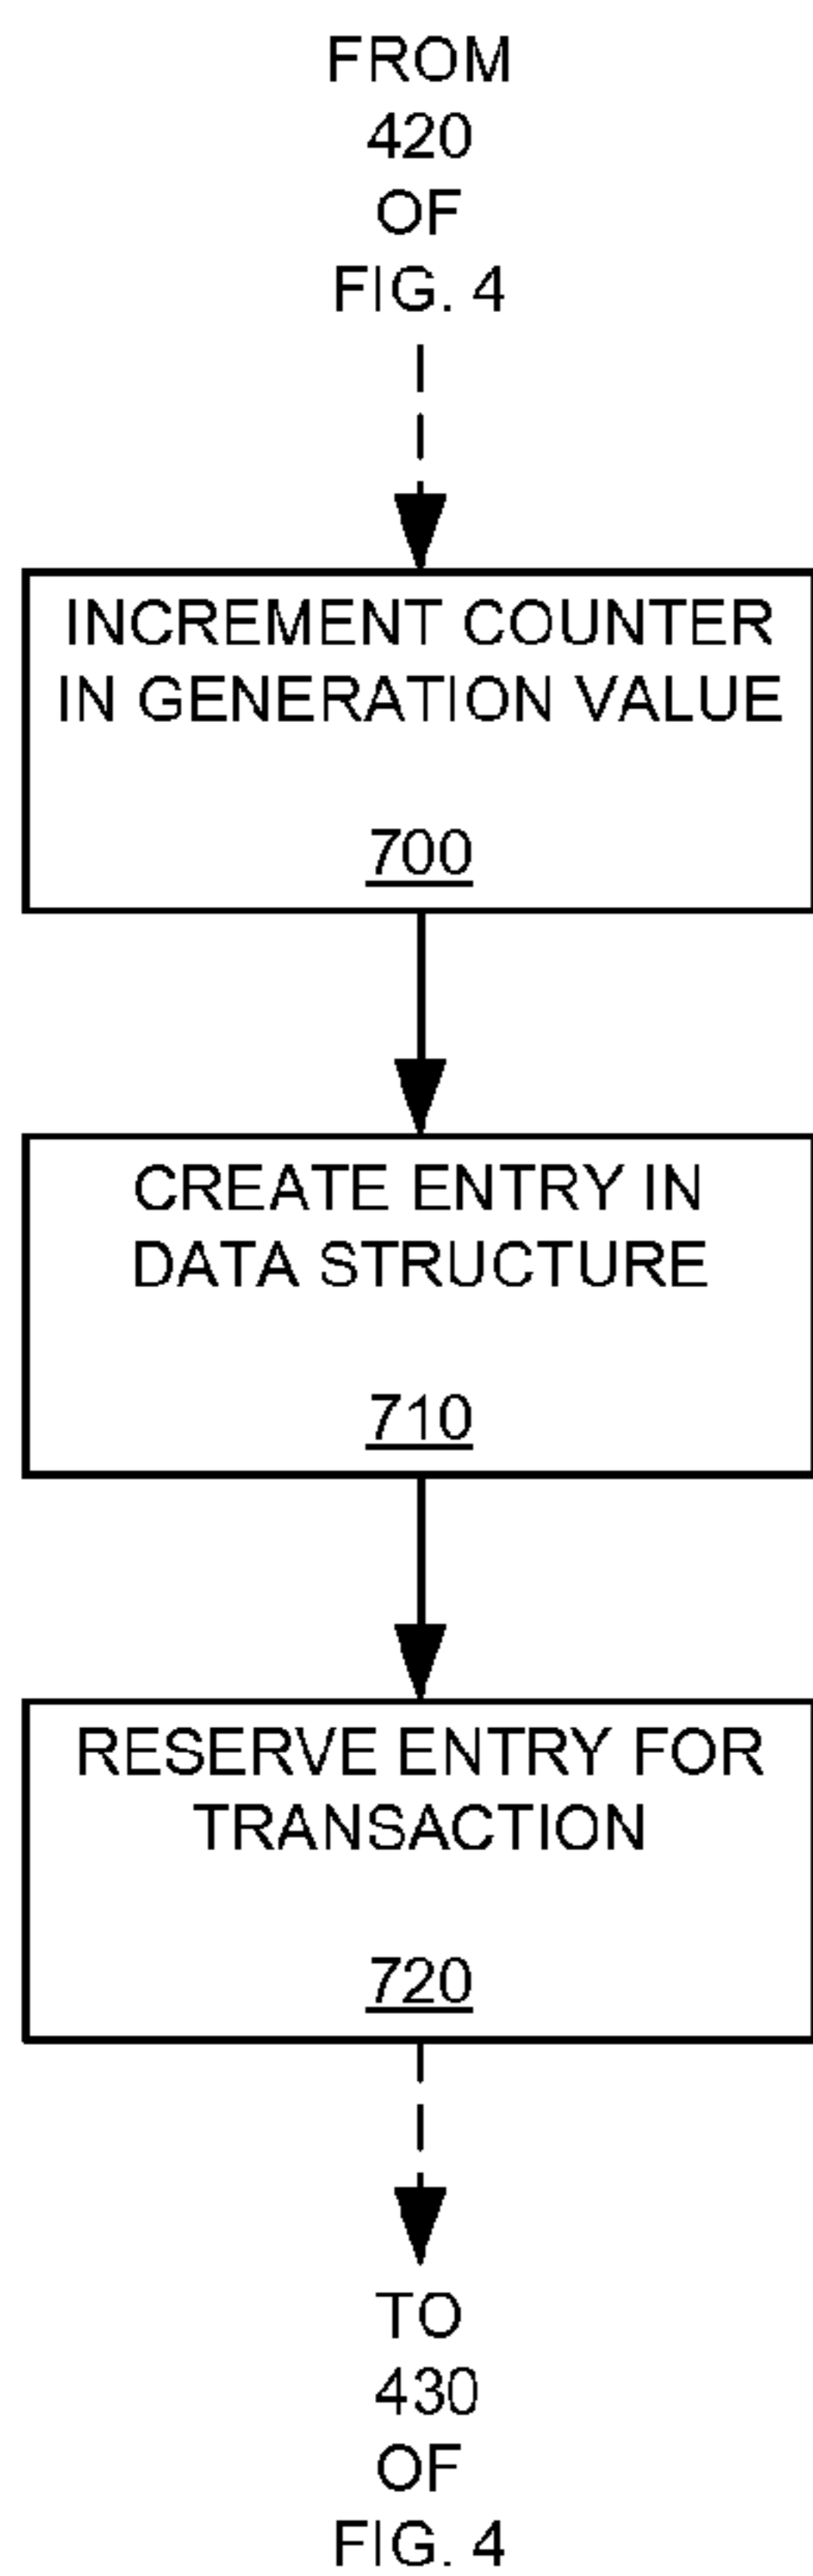 FROM
420
OF
FIG. 4
INCREMENT COUNTER
IN GENERATION VALUE
700
CREATE ENTRY IN
DATA STRUCTURE
710
RESERVE ENTRY FOR
TRANSACTION
720
TO
430
OF
FIG. 4